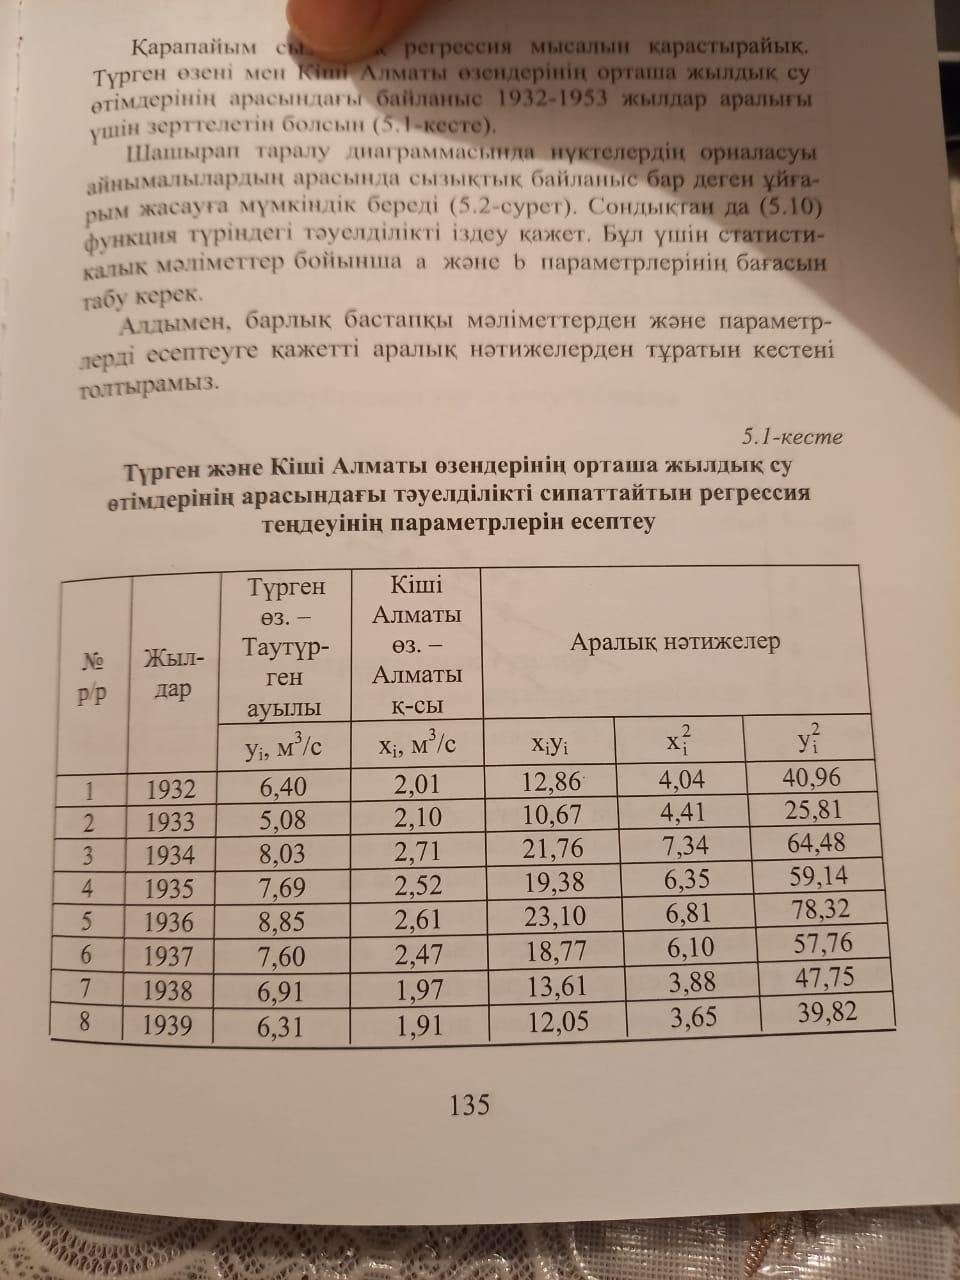 Қарапайым регрессия мысалын карастырайык.
Түрген өзені мен Кіші Алматы өзендерінің орташа жылдық су
өтімдерінің арасындағы байланыс 1932-1953 жылдар аралығы
үшін зерттелетін болсын (5.1-кесте).
Шашырап таралу диаграммасында нүктелердің орналасуы
айнымалылардың арасында сызықтық байланыс бар деген ұйға-
рым жасауға мүмкіндік береді (5.2-сурет). Сондықтан да (5.10)
функция түріндегі тәуелділікті іздеу қажет. Бұл үшін статисти-
калық мәліметтер бойынша a және b параметрлерінің бағасын
табу керек.
Алдымен, барлық бастапқы мәліметтерден және параметр-
лерді есептеуге қажетті аралық нәтижелерден тұратын кестені
толтырамыз.
5.1-кесте
Түрген және Кіші Алматы өзендерінің орташа жылдық су
өтімдерінің арасындағы тәуелділікті сипаттайтын регрессия
теңдеуінің параметрлерін есептеу
№ р/р Жыл-дар Түрген өз. – Таутүр-ген ауылы Кіші Алматы өз. – Алматы қ-сы Аралық нәтижелер
yᵢ, м³/с xᵢ, м³/с xᵢyᵢ xᵢ² yᵢ²
1 1932 6,40 2,01 12,86 4,04 40,96
2 1933 5,08 2,10 10,67 4,41 25,81
3 1934 8,03 2,71 21,76 7,34 64,48
4 1935 7,69 2,52 19,38 6,35 59,14
5 1936 8,85 2,61 23,10 6,81 78,32
6 1937 7,60 2,47 18,77 6,10 57,76
7 1938 6,91 1,97 13,61 3,88 47,75
8 1939 6,31 1,91 12,05 3,65 39,82
135